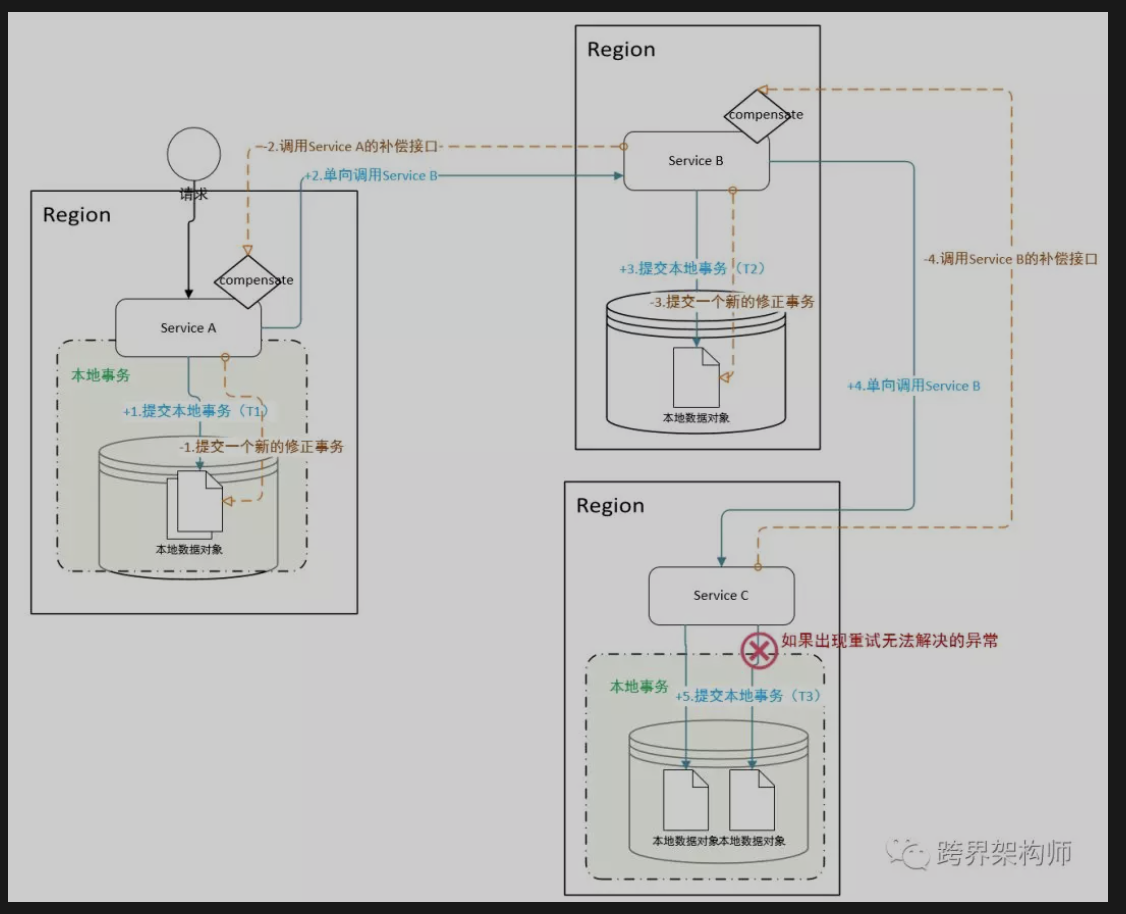 Region
compensate
Service B
-2.调用Service A的补偿接口
+2.单向调用Service B
请求
Region
compensate
Service A
本地事务
+1.提交本地事务（T1）
-1.提交一个新的修正事务
本地数据对象
+3.提交本地事务（T2）
-3.提交一个新的修正事务
本地数据对象
-4.调用Service B的补偿接口
+4.单向调用Service B
Region
Service C
如果出现重试无法解决的异常
本地事务
+5.提交本地事务（T3）
本地数据对象
本地数据对象
跨界架构师